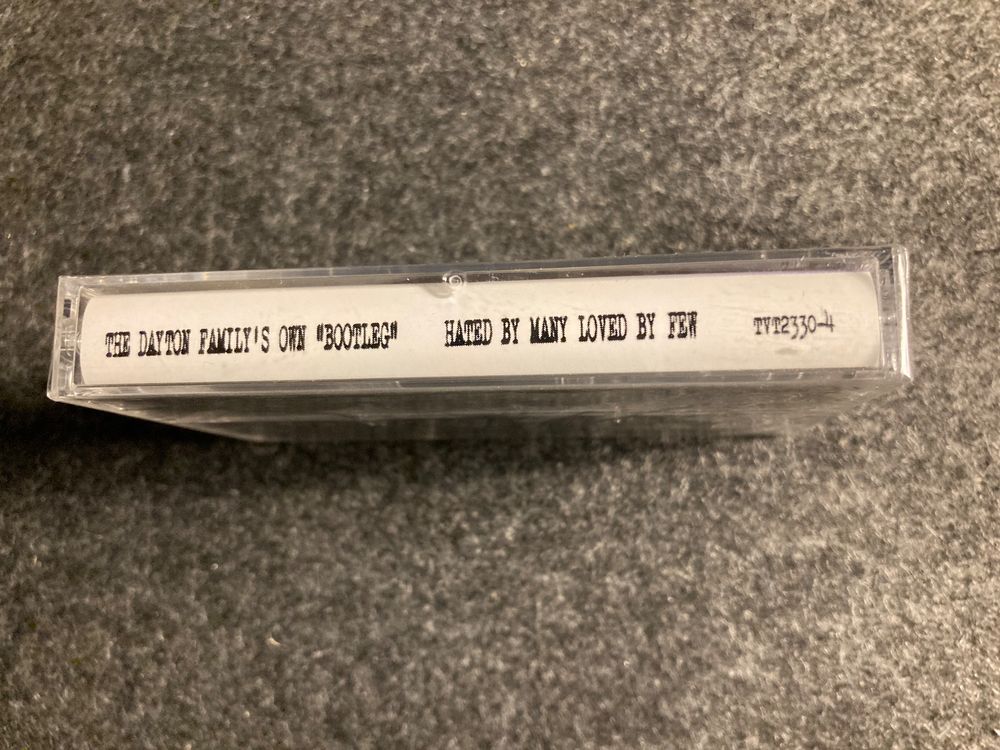 THE DAYTON FAMILY'S OWN "BOOTLEG" HATED BY MANY LOVED BY FEW TVT2330-4